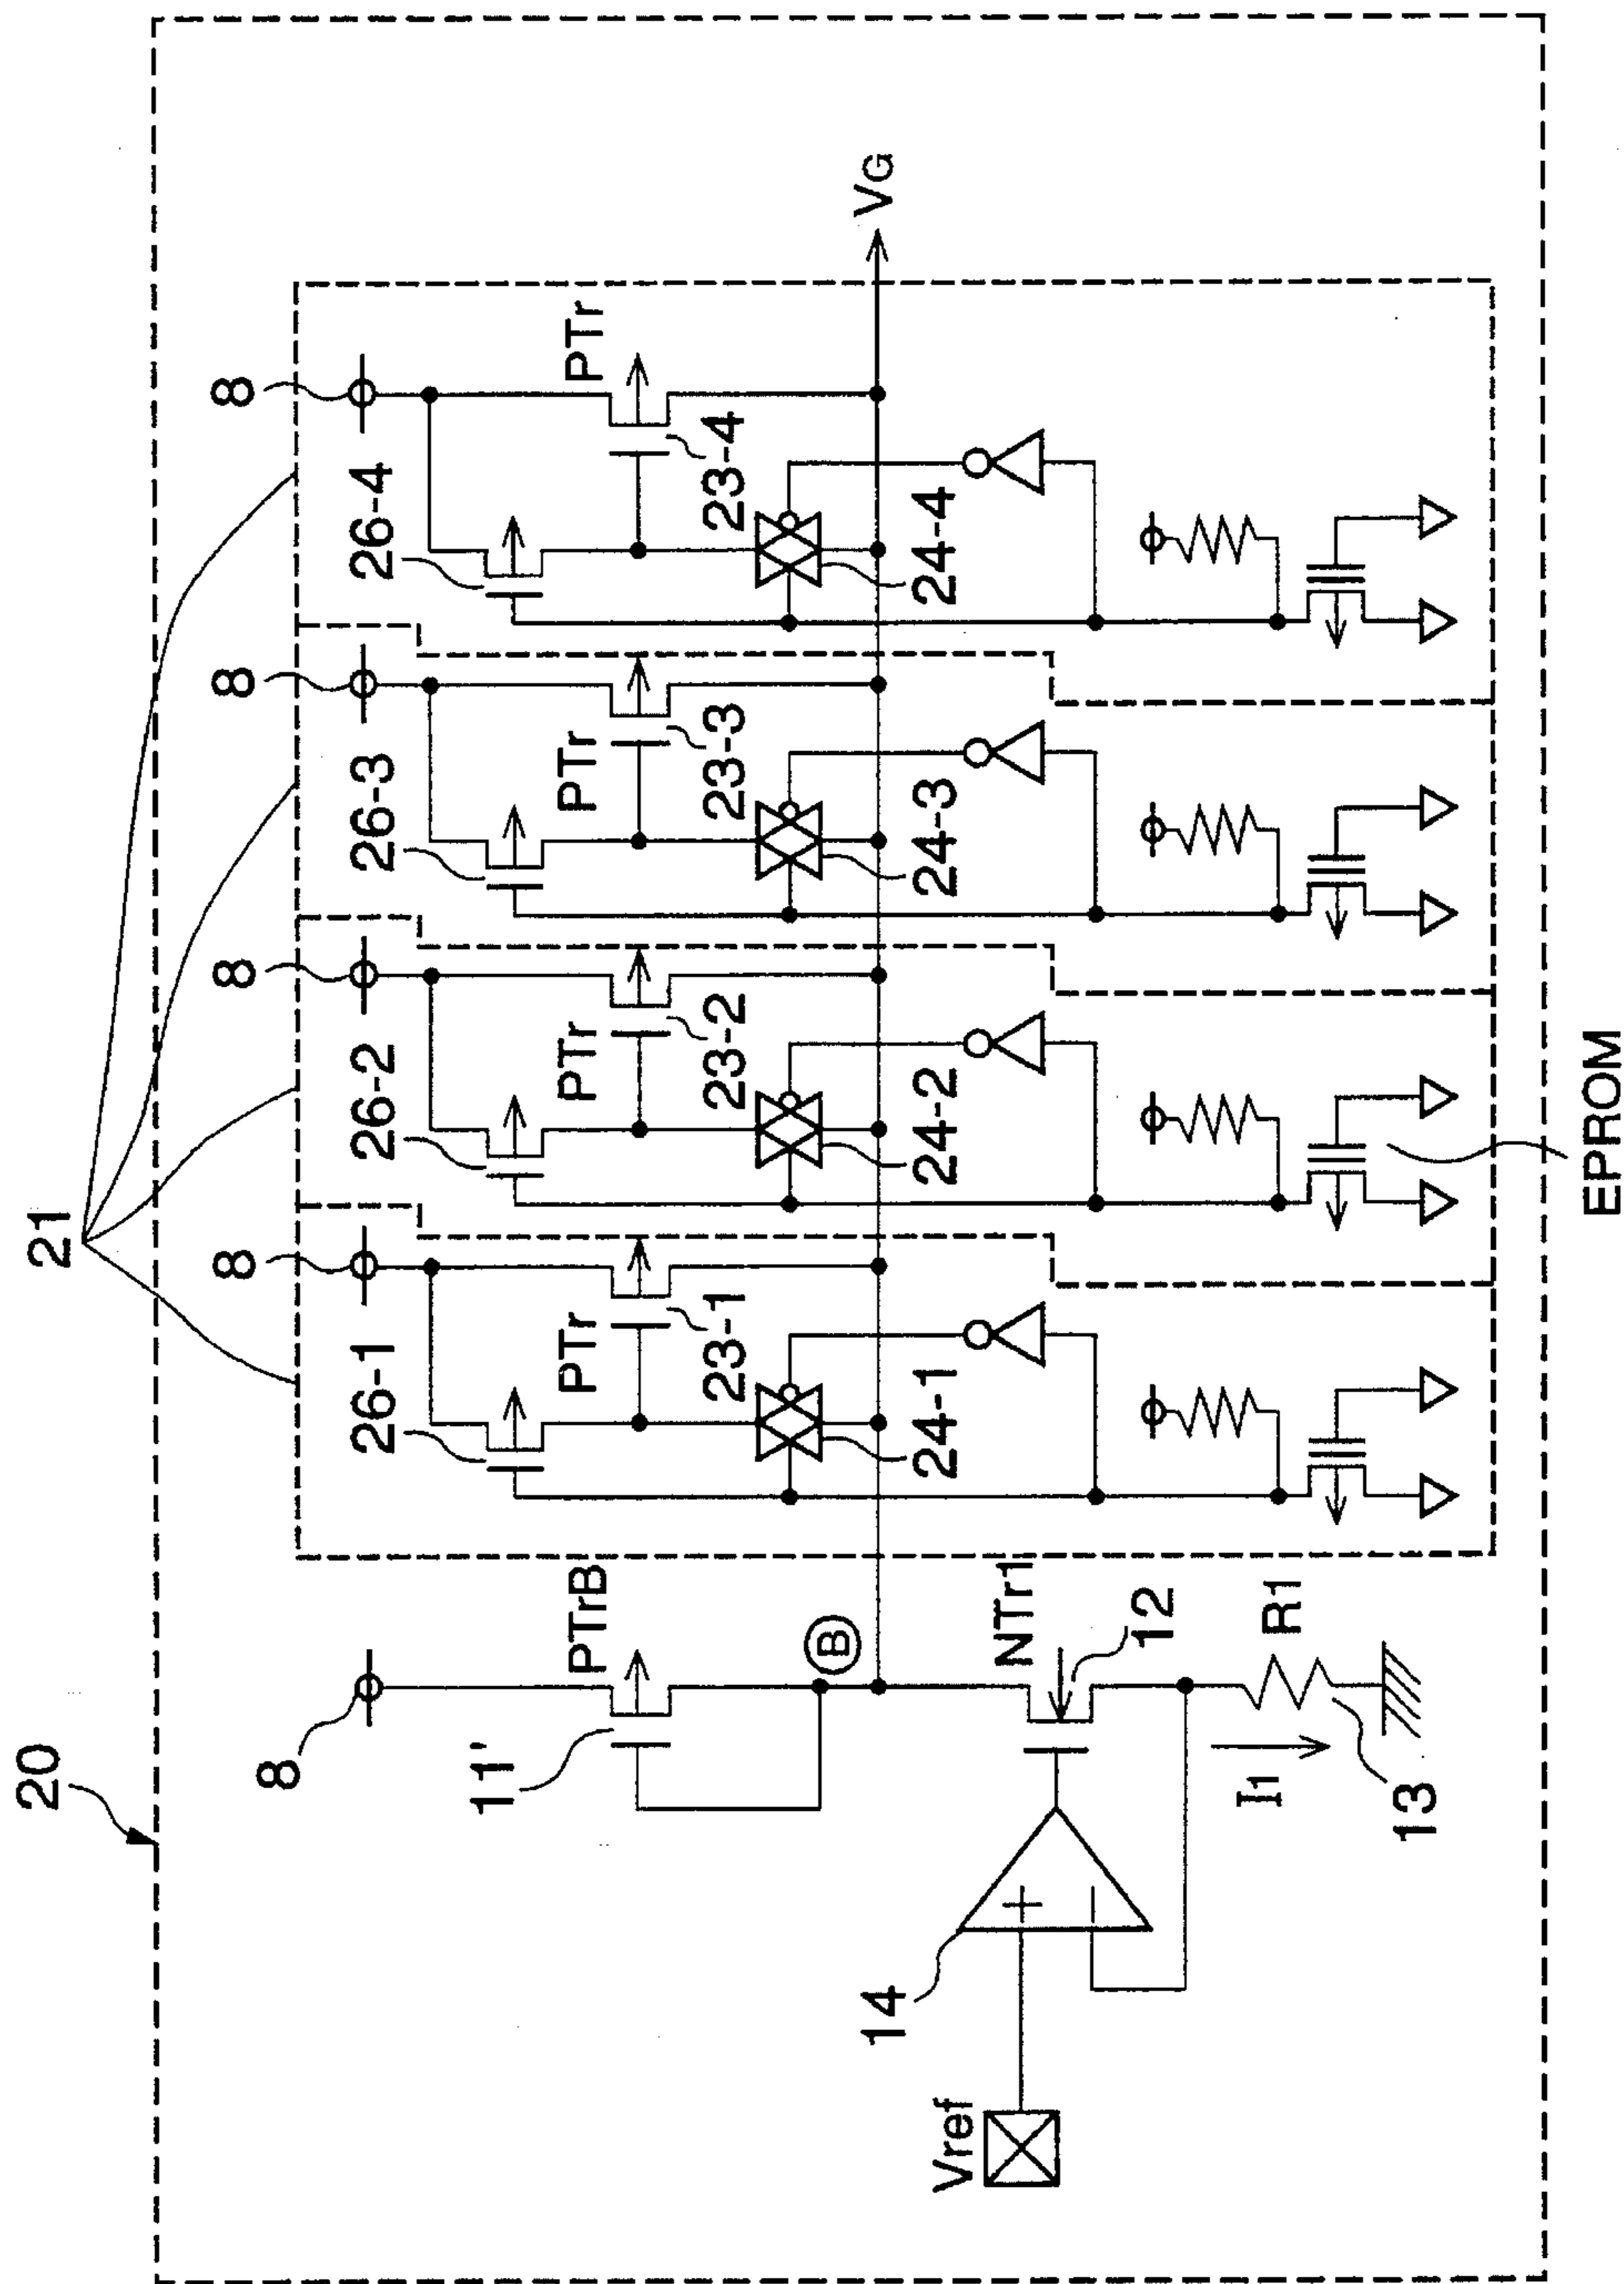 20
21
8
11'
PTrB
B
14
Vref
NTr1
12
R1
I1
13
8
26-1
PTr
23-1
24-1
8
26-2
PTr
23-2
24-2
8
26-3
PTr
23-3
24-3
8
26-4
PTr
23-4
24-4
VG
EPROM